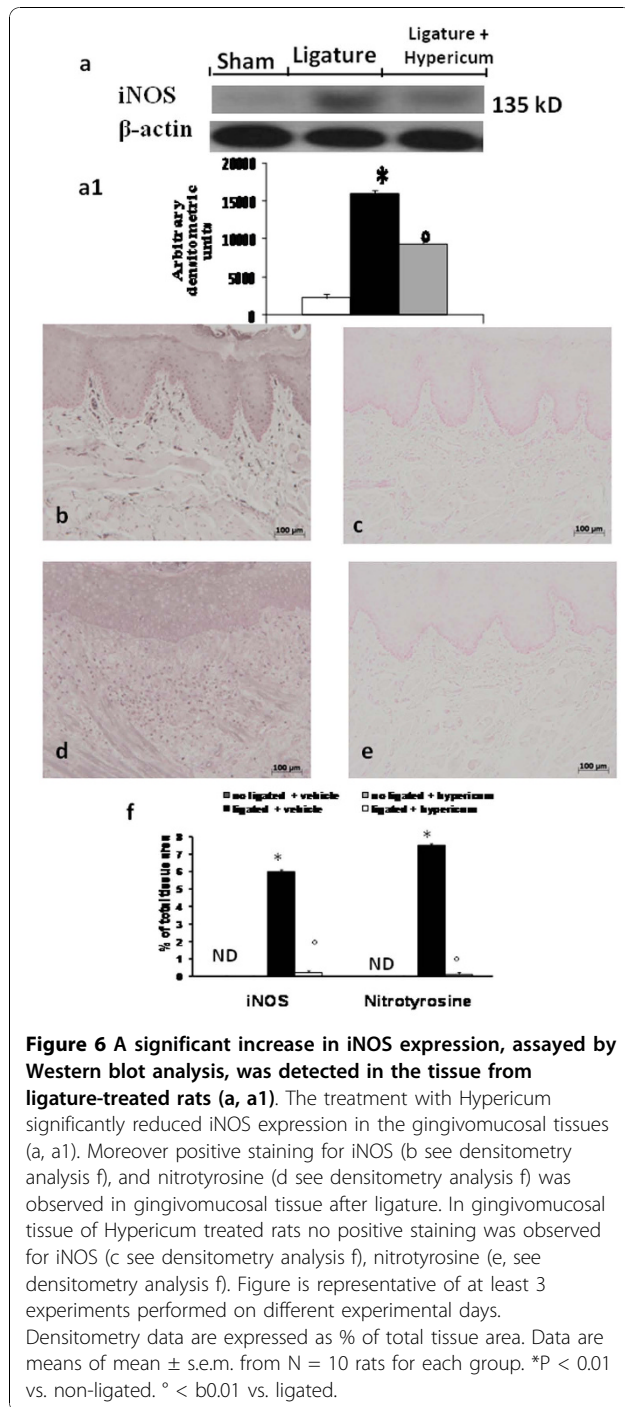 a
Sham
Ligature
Ligature +
Hypericum
iNOS
135 kD
β-actin
a1
Arbitrary
densitometric
units
20000
15000
10000
5000
0
*
°
b
100 µm
c
100 µm
d
100 µm
e
100 µm
f
no ligated + vehicle
no ligated + hypericum
ligated + vehicle
ligated + hypericum
% of total tissue area
8
7
6
5
4
3
2
1
0
ND
*
°
ND
*
°
iNOS
Nitrotyrosine
Figure 6 A significant increase in iNOS expression, assayed by
Western blot analysis, was detected in the tissue from
ligature-treated rats (a, a1). The treatment with Hypericum
significantly reduced iNOS expression in the gingivomucosal tissues
(a, a1). Moreover positive staining for iNOS (b see densitometry
analysis f), and nitrotyrosine (d see densitometry analysis f) was
observed in gingivomucosal tissue after ligature. In gingivomucosal
tissue of Hypericum treated rats no positive staining was observed
for iNOS (c see densitometry analysis f), nitrotyrosine (e, see
densitometry analysis f). Figure is representative of at least 3
experiments performed on different experimental days.
Densitometry data are expressed as % of total tissue area. Data are
means of mean ± s.e.m. from N = 10 rats for each group. *P < 0.01
vs. non-ligated. ° < b0.01 vs. ligated.